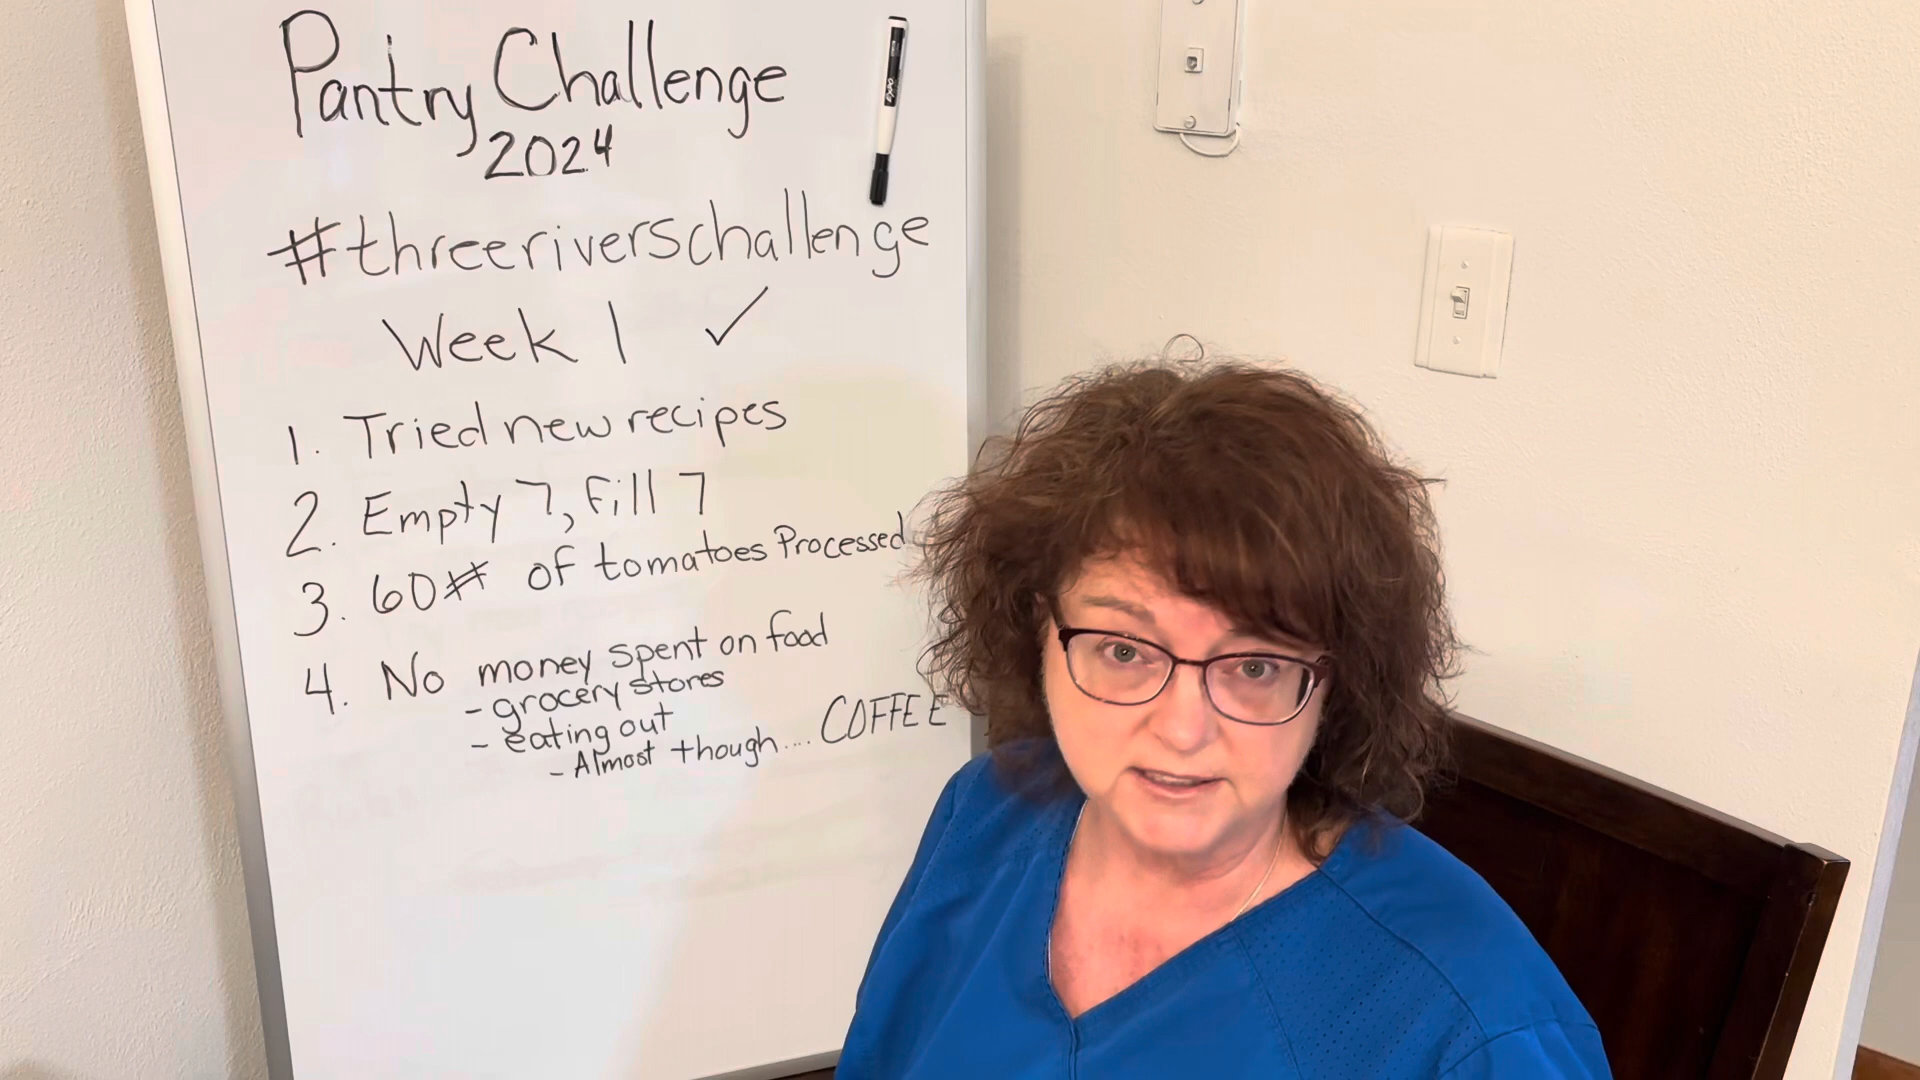 Pantry Challenge
2024
#threeriverschallenge
Week 1 ✓
1. Tried new recipes
2. Empty 7, Fill 7
3. 60# of tomatoes Processed
4. No money spent on food
- grocery stores
- eating out
- Almost though.... COFFEE
EXPO